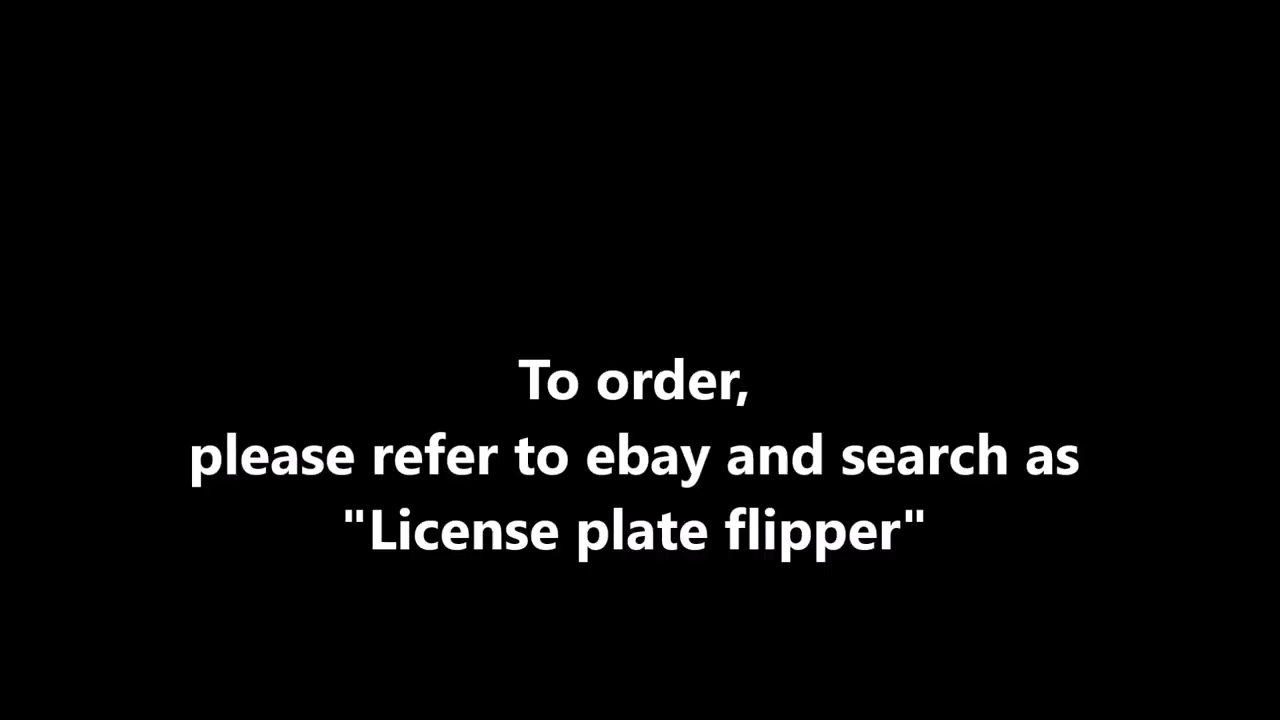 To order,
please refer to ebay and search as
"License plate flipper"